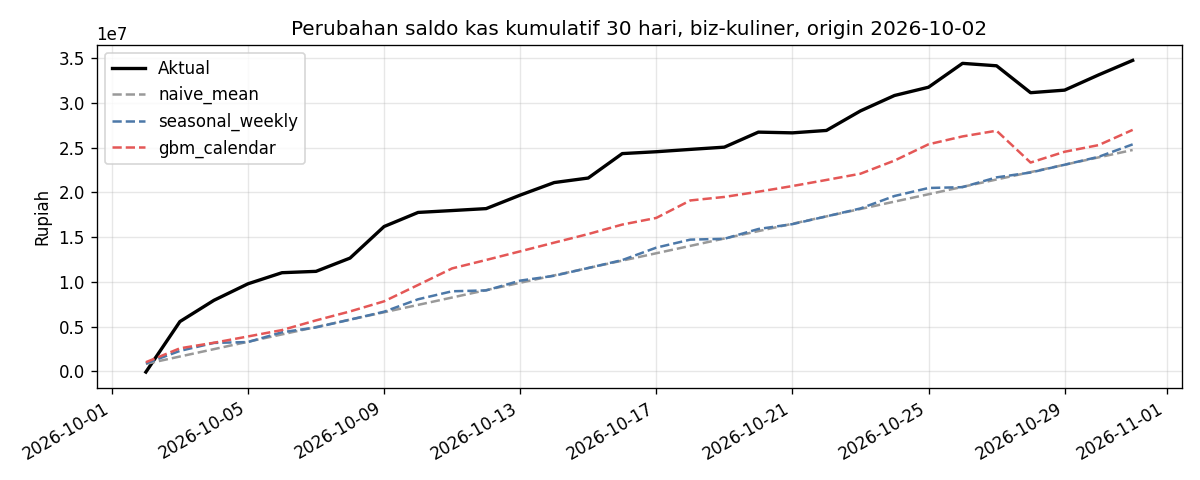 Perubahan saldo kas kumulatif 30 hari, biz-kuliner, origin 2026-10-02
1e7
3.5
3.0
2.5
2.0
1.5
1.0
0.5
0.0
Rupiah
Aktual
naive_mean
seasonal_weekly
gbm_calendar
2026-10-01
2026-10-05
2026-10-09
2026-10-13
2026-10-17
2026-10-21
2026-10-25
2026-10-29
2026-11-01